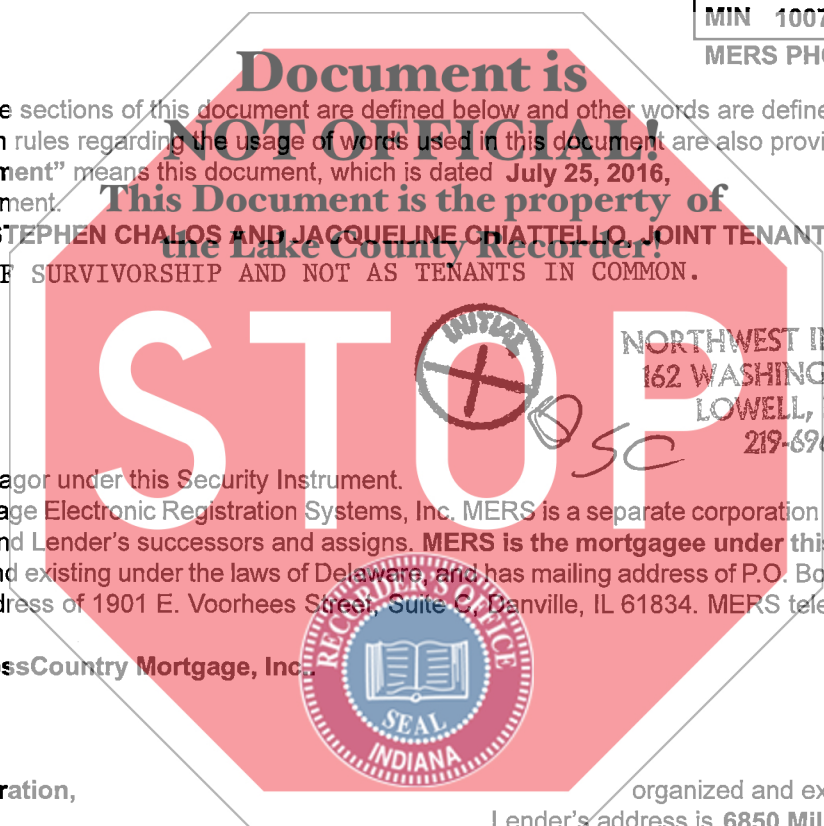 MIN 1007
MERS PH
Document is
e sections of this document are defined below and other words are define
n rules regarding the usage of words used in this document are also provi
NOT OFFICIAL!
ment" means this document, which is dated July 25, 2016,
ment.
This Document is the property of
STEPHEN CHALOS AND JACQUELINE CHIATTELLO, JOINT TENANT
the Lake County Recorder!
F SURVIVORSHIP AND NOT AS TENANTS IN COMMON.
STOP
INITIAL
SC
NORTHWEST IN
162 WASHING
LOWELL,
219-696
agor under this Security Instrument.
age Electronic Registration Systems, Inc. MERS is a separate corporation
nd Lender's successors and assigns. MERS is the mortgagee under this
nd existing under the laws of Delaware, and has mailing address of P.O. Bo
dress of 1901 E. Voorhees Street, Suite C, Danville, IL 61834. MERS tele
ssCountry Mortgage, Inc..
RECORDER'S OFFICE
SEAL
INDIANA
ration,
organized and ex
Lender's address is 6850 Mil